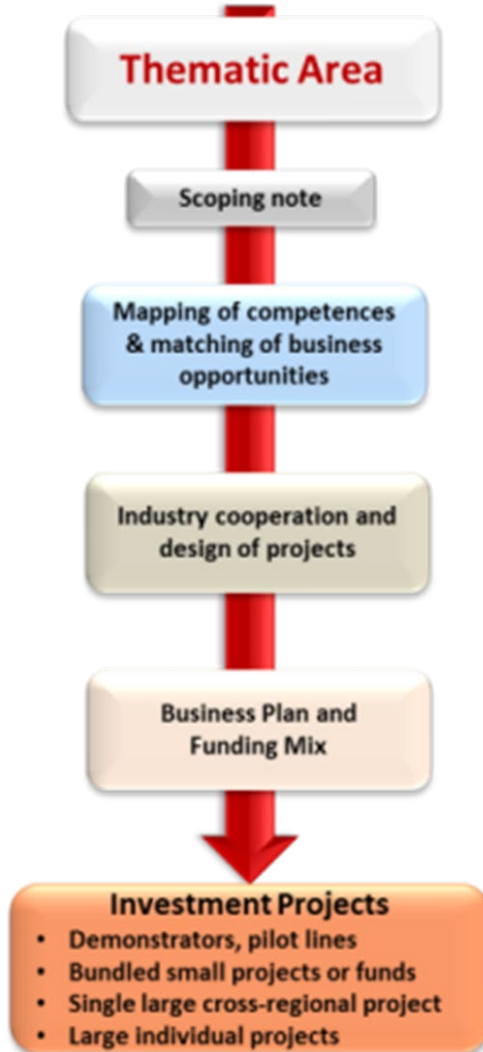 Thematic Area
Scoping note
Mapping of competences
& matching of business
opportunities
Industry cooperation and
design of projects
Business Plan and
Funding Mix
Investment Projects
• Demonstrators, pilot lines
• Bundled small projects or funds
• Single large cross-regional project
• Large individual projects